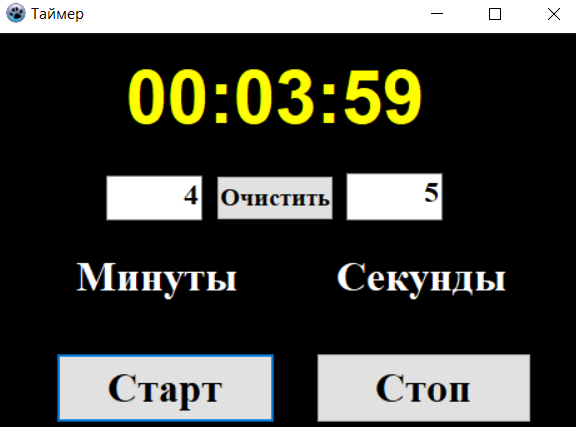 Таймер
00:03:59
4 Очистить 5
Минуты Секунды
Старт Стоп